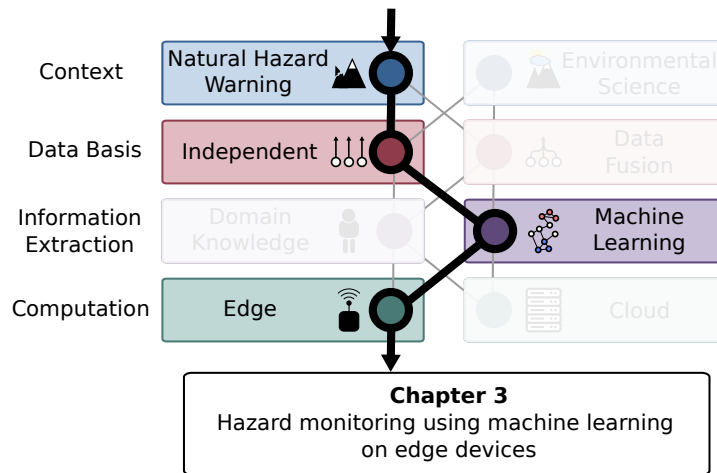 Context
Natural Hazard
Warning
Environmental
Science
Data Basis
Independent
Data
Fusion
Information
Extraction
Domain
Knowledge
Machine
Learning
Computation
Edge
Cloud
Chapter 3
Hazard monitoring using machine learning
on edge devices